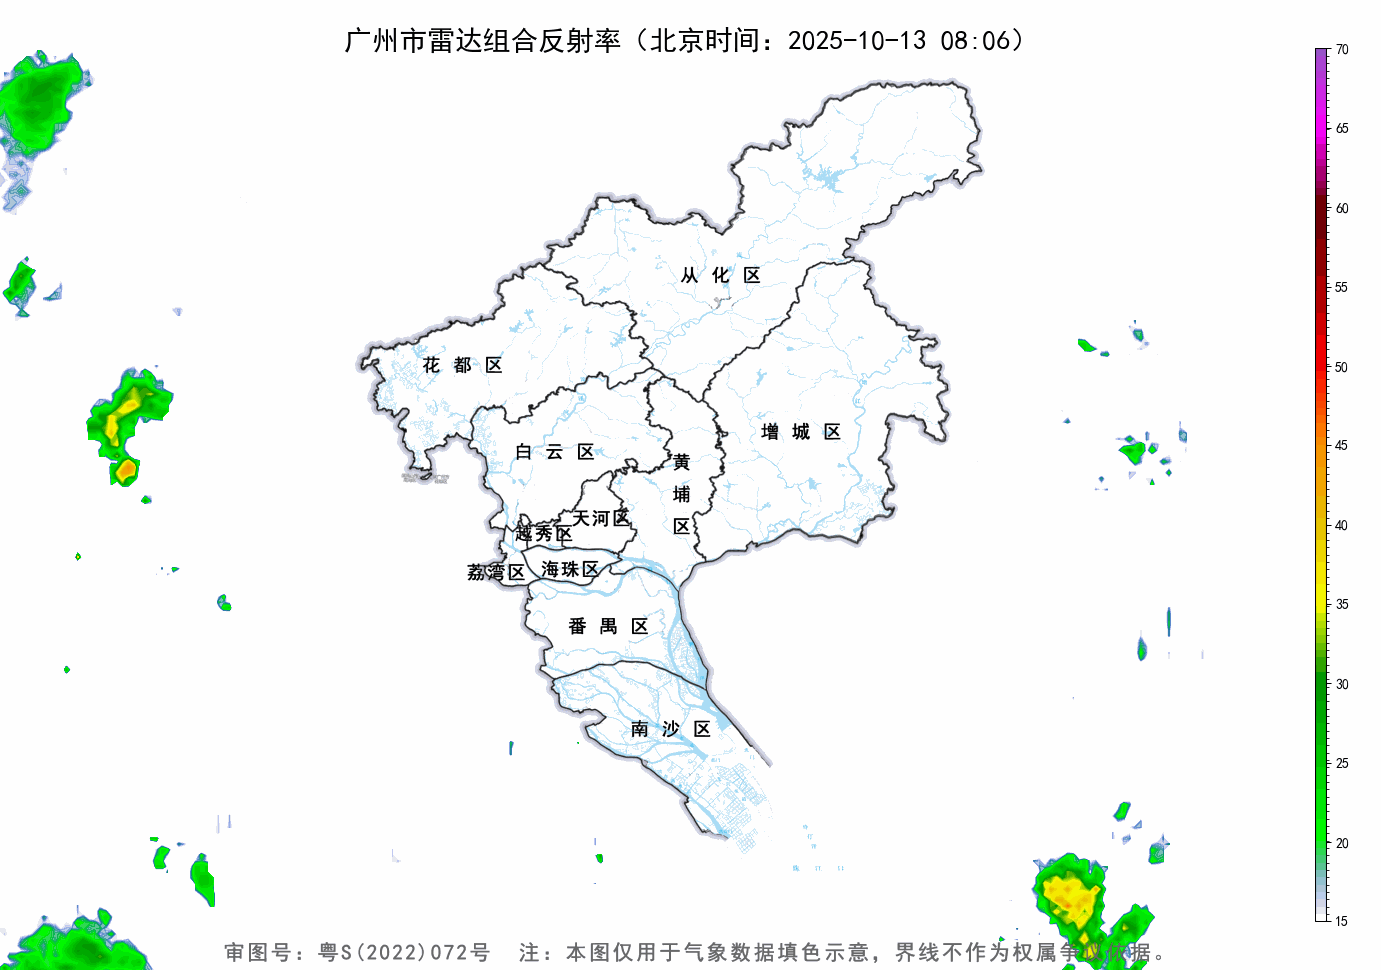 广州市雷达组合反射率（北京时间：2025-10-13 08:06）
70
65
60
55
50
45
40
35
30
25
20
15
从化区
花都区
增城区
白云区
黄埔区
天河区
越秀区
海珠区
荔湾区
番禺区
南沙区
审图号：粤S(2022)072号 注：本图仅用于气象数据填色示意，界线不作为权属争议依据。